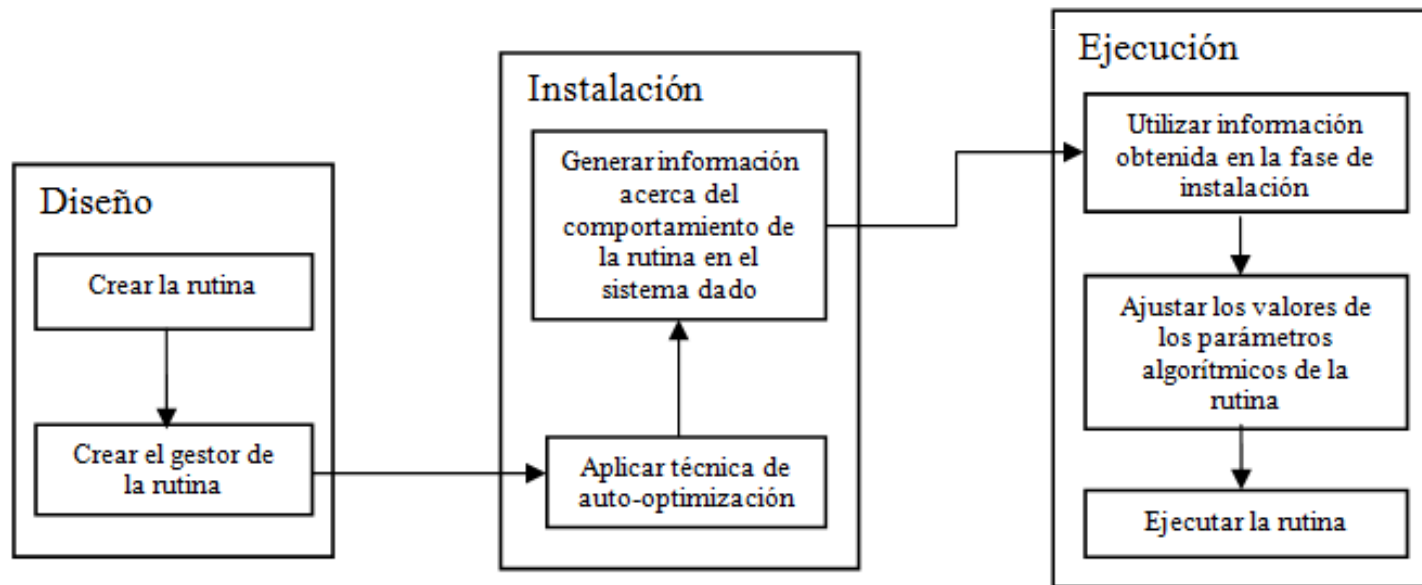 Diseño
Crear la rutina
Crear el gestor de
la rutina
Instalación
Generar información
acerca del
comportamiento de
la rutina en el
sistema dado
Aplicar técnica de
auto-optimización
Ejecución
Utilizar información
obtenida en la fase de
instalación
Ajustar los valores de
los parámetros
algorítmicos de la
rutina
Ejecutar la rutina